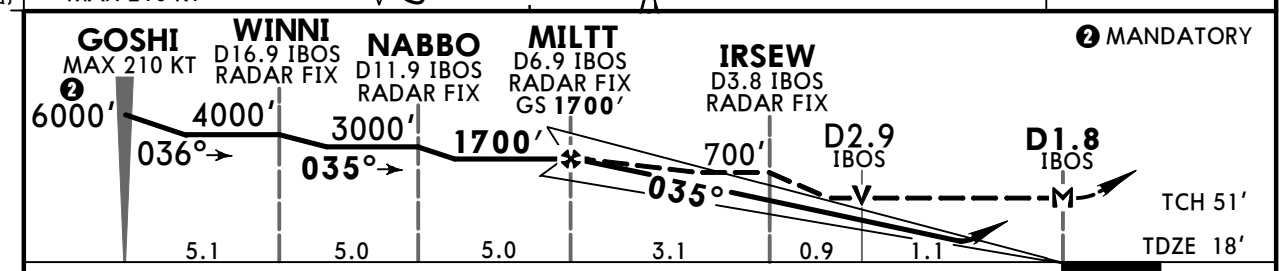 MAX 210 KT
GOSHI
MAX 210 KT
2
6000'
WINNI
D16.9 IBOS
RADAR FIX
NABBO
D11.9 IBOS
RADAR FIX
MILTT
D6.9 IBOS
RADAR FIX
GS 1700'
IRSEW
D3.8 IBOS
RADAR FIX
2 MANDATORY
4000'
036°→
3000'
035°→
1700'
700'
035°
D2.9
IBOS
V
D1.8
IBOS
M
TCH 51'
TDZE 18'
5.1
5.0
5.0
3.1
0.9
1.1